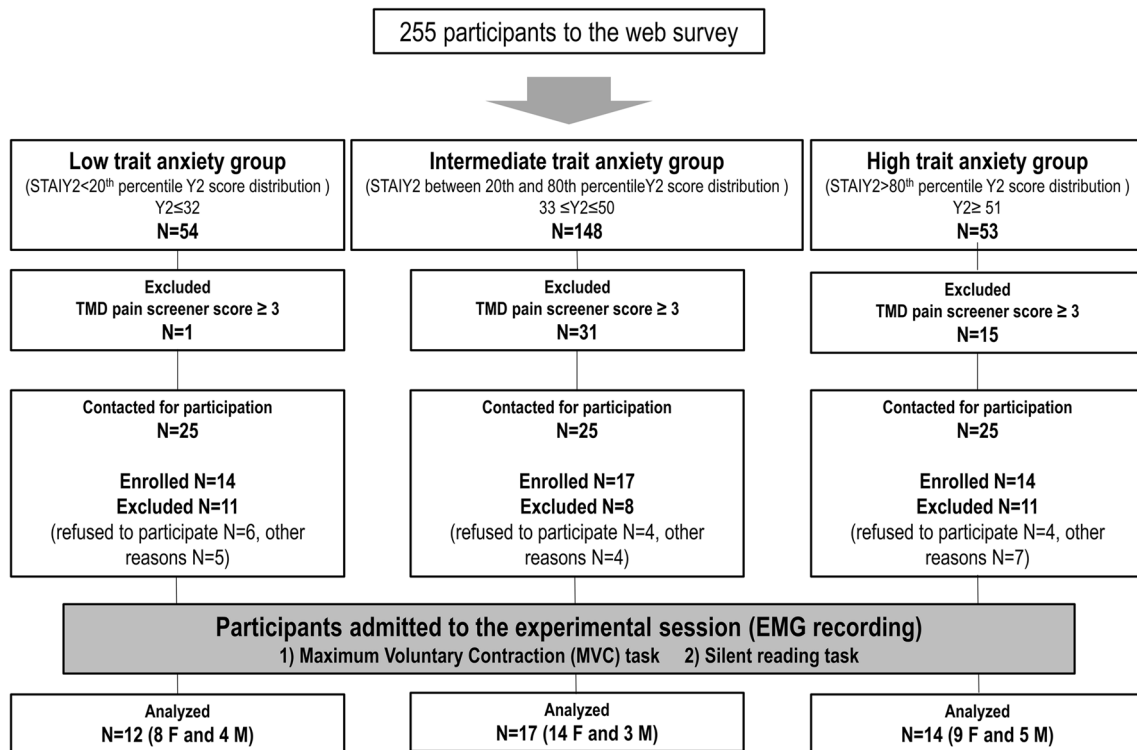 255 participants to the web survey
Low trait anxiety group
(STAIY2<20th percentile Y2 score distribution )
Y2≤32
N=54
Intermediate trait anxiety group
(STAIY2 between 20th and 80th percentileY2 score distribution )
33 ≤Y2≤50
N=148
High trait anxiety group
(STAIY2>80th percentile Y2 score distribution )
Y2≥ 51
N=53
Excluded
TMD pain screener score ≥ 3
N=1
Excluded
TMD pain screener score ≥ 3
N=31
Excluded
TMD pain screener score ≥ 3
N=15
Contacted for participation
N=25
Enrolled N=14
Excluded N=11
(refused to participate N=6, other
reasons N=5)
Contacted for participation
N=25
Enrolled N=17
Excluded N=8
(refused to participate N=4, other
reasons N=4)
Contacted for participation
N=25
Enrolled N=14
Excluded N=11
(refused to participate N=4, other
reasons N=7)
Participants admitted to the experimental session (EMG recording)
1) Maximum Voluntary Contraction (MVC) task 2) Silent reading task
Analyzed
N=12 (8 F and 4 M)
Analyzed
N=17 (14 F and 3 M)
Analyzed
N=14 (9 F and 5 M)